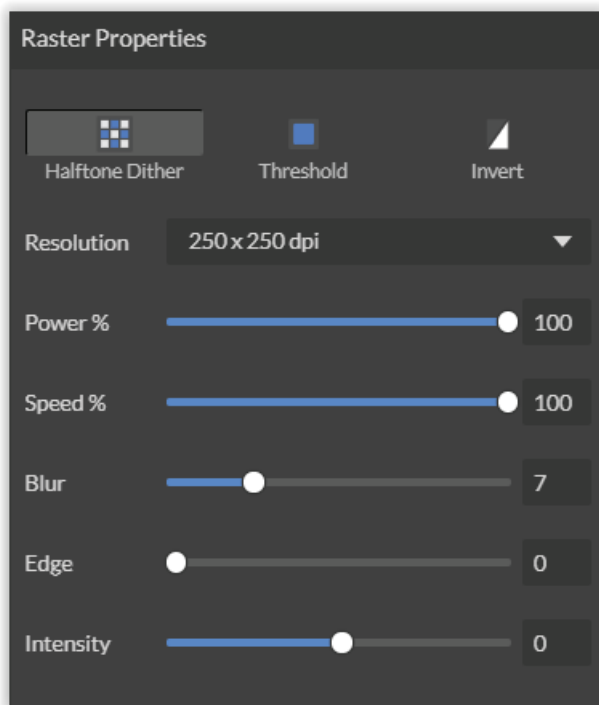 Raster Properties
Halftone Dither Threshold Invert
Resolution 250 x 250 dpi
Power % 100
Speed % 100
Blur 7
Edge 0
Intensity 0